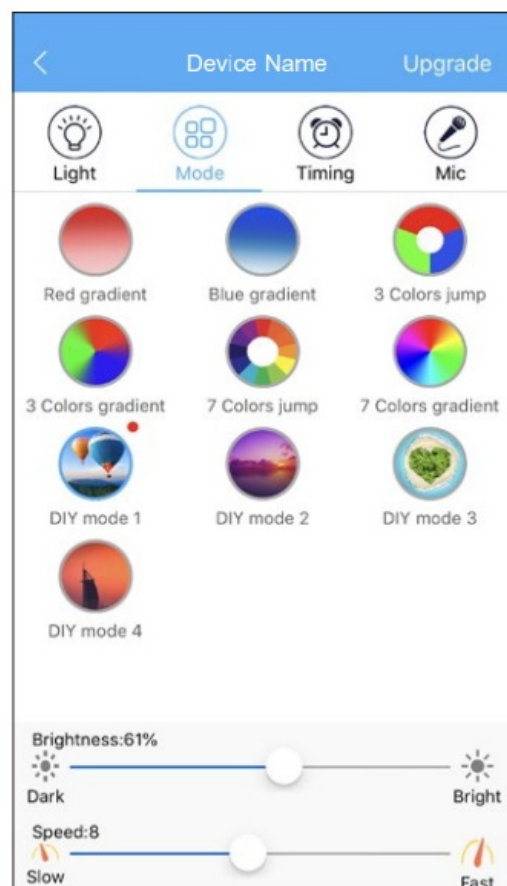 Device Name Upgrade
Light Mode Timing Mic
Red gradient Blue gradient 3 Colors jump
3 Colors gradient 7 Colors jump 7 Colors gradient
DIY mode 1 DIY mode 2 DIY mode 3
DIY mode 4
Brightness:61%
Dark Bright
Speed:8
Slow Fast